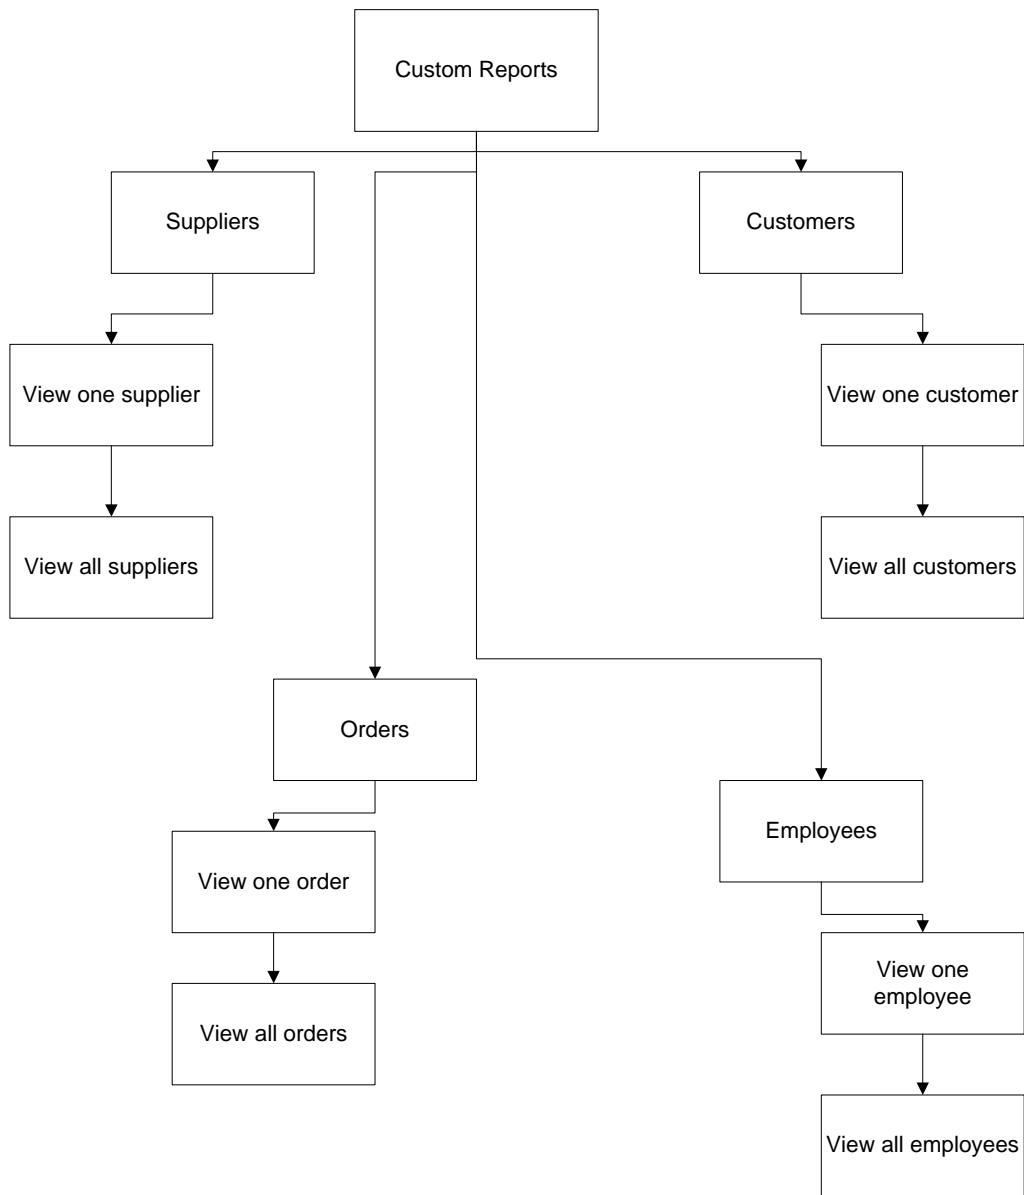 Custom Reports
Suppliers
Customers
View one supplier
View one customer
View all suppliers
View all customers
Orders
Employees
View one order
View one
employee
View all orders
View all employees